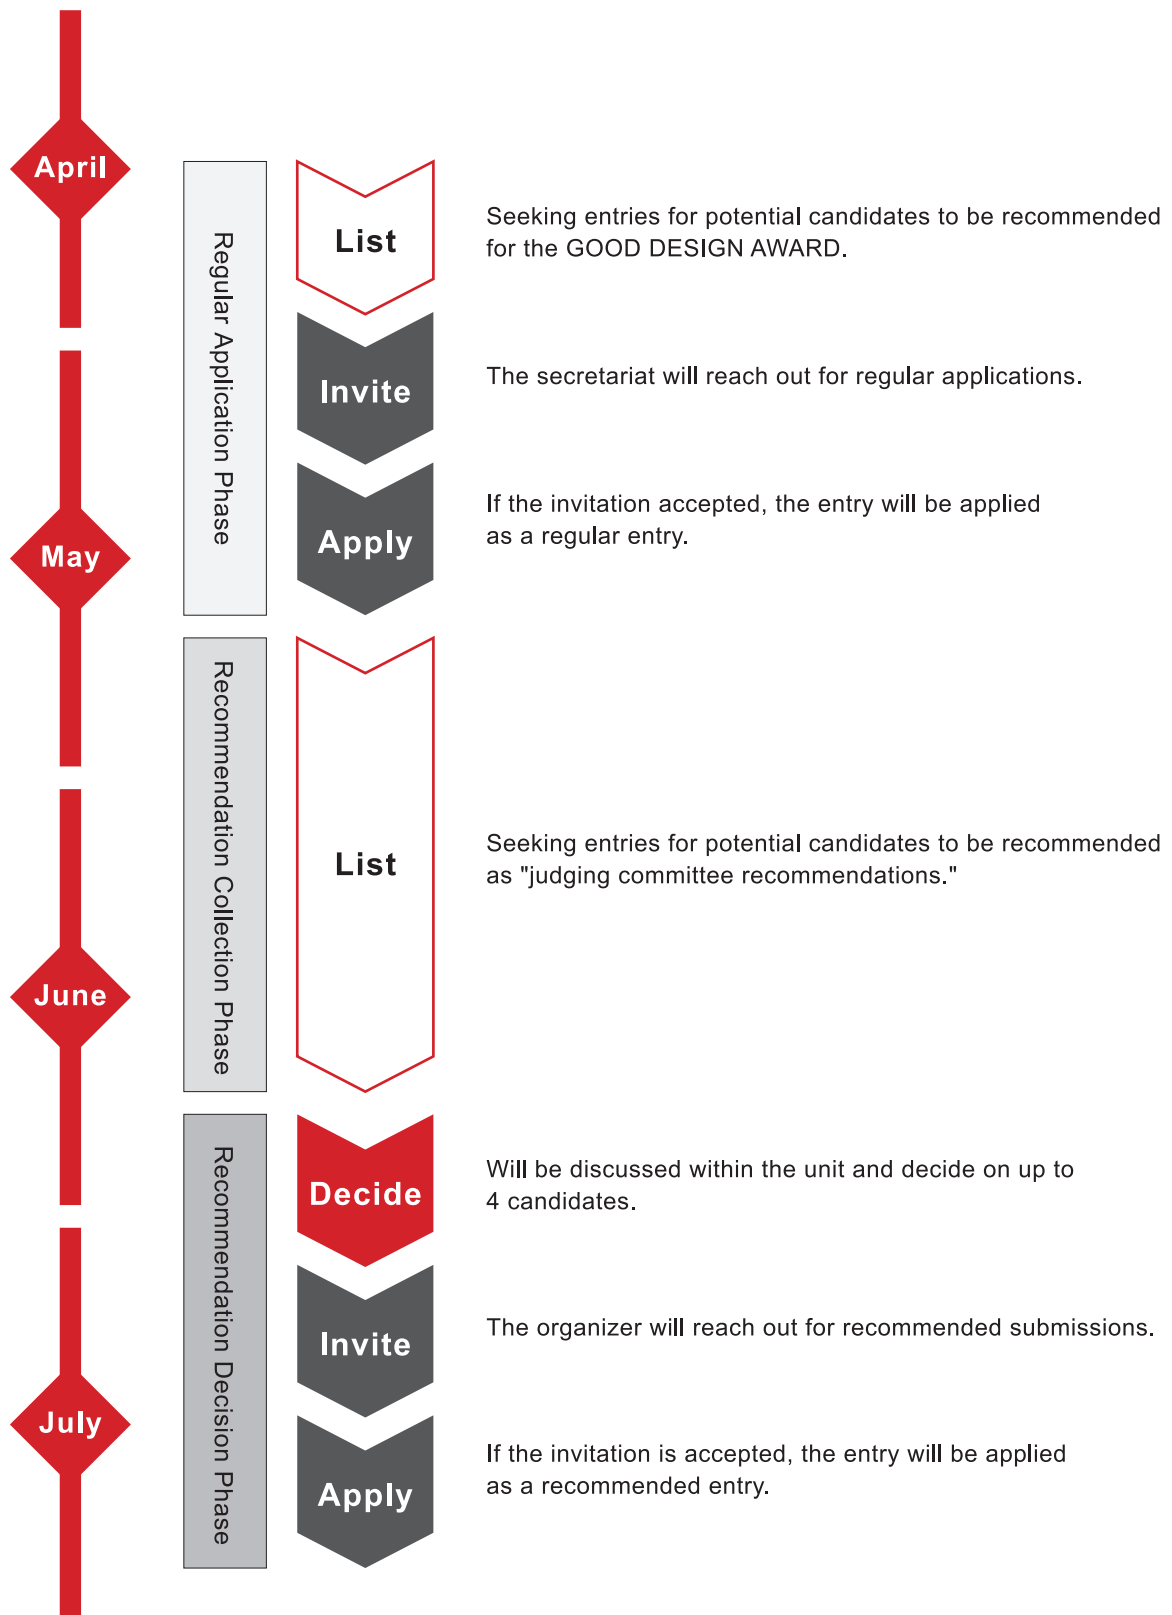 April
Regular Application Phase
List
Seeking entries for potential candidates to be recommended
for the GOOD DESIGN AWARD.
Invite
The secretariat will reach out for regular applications.
Apply
If the invitation accepted, the entry will be applied
as a regular entry.
May
Recommendation Collection Phase
List
Seeking entries for potential candidates to be recommended
as "judging committee recommendations."
June
Recommendation Decision Phase
Decide
Will be discussed within the unit and decide on up to
4 candidates.
Invite
The organizer will reach out for recommended submissions.
July
Apply
If the invitation is accepted, the entry will be applied
as a recommended entry.